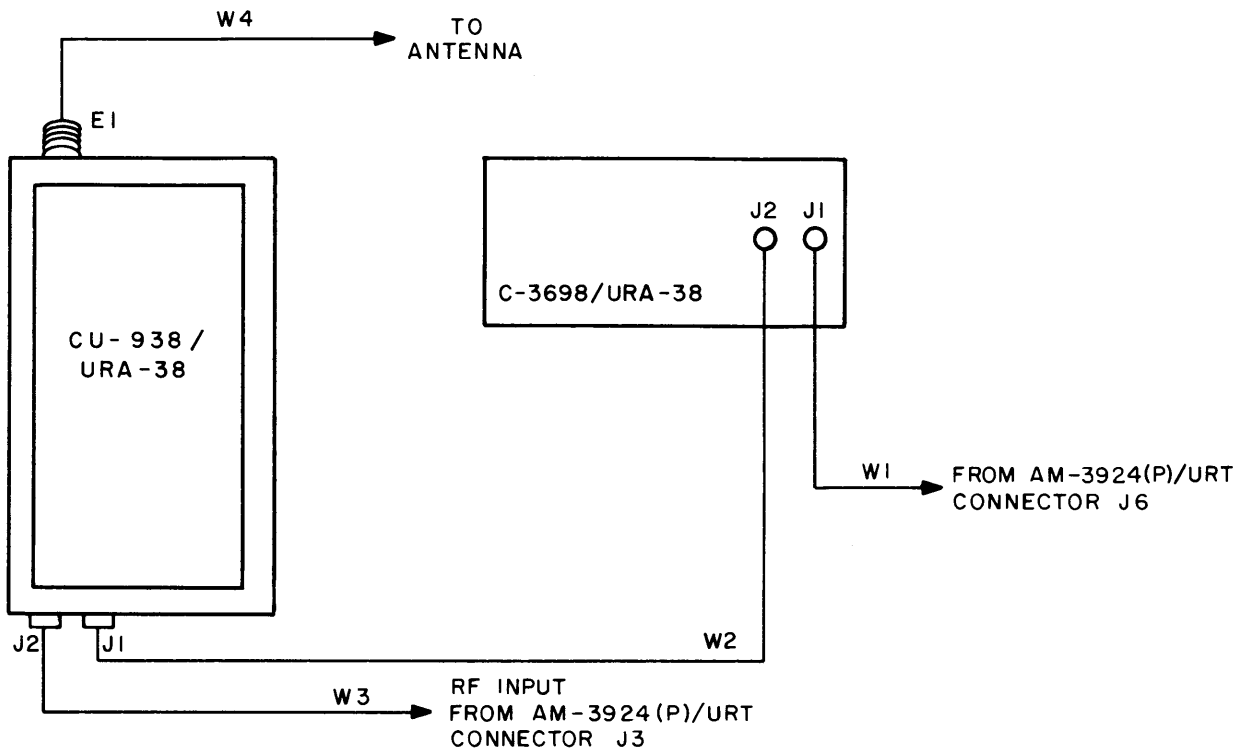 W4
TO
ANTENNA
E1
J2 J1
C-3698/URA-38
CU-938/
URA-38
W1
FROM AM-3924(P)/URT
CONNECTOR J6
J2
J1
W2
W3
RF INPUT
FROM AM-3924(P)/URT
CONNECTOR J3